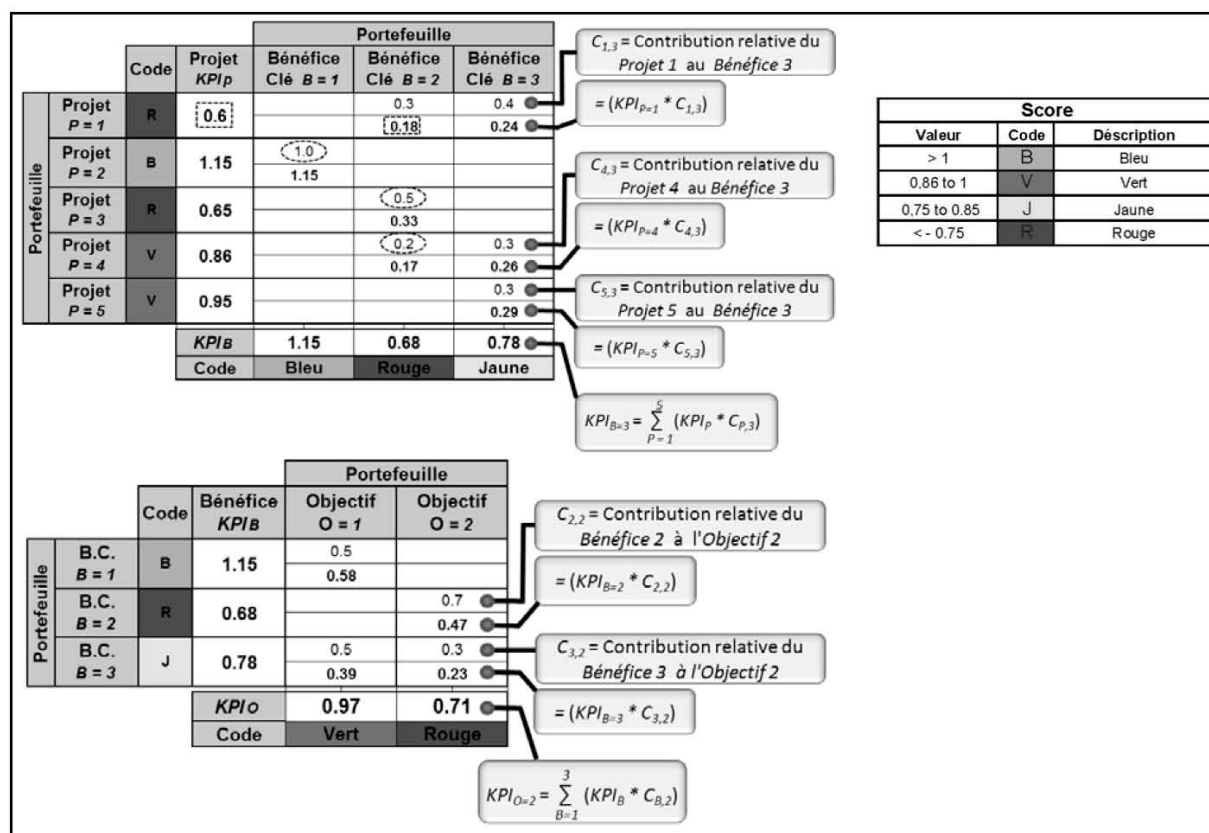 Portefeuille
Code Projet Bénéfice Bénéfice Bénéfice
KPIP Clé B = 1 Clé B = 2 Clé B = 3
Portefeuille
Projet P = 1 R 0.6 0.3 0.4
0.18 0.24
Projet P = 2 B 1.15 1.0
1.15
Projet P = 3 R 0.65 0.5
0.33
Projet P = 4 V 0.86 0.2 0.3
0.17 0.26
Projet P = 5 V 0.95 0.3
0.29
KPIB 1.15 0.68 0.78
Code Bleu Rouge Jaune
C1,3 = Contribution relative du
Projet 1 au Bénéfice 3
= (KPIP=1 * C1,3)
C4,3 = Contribution relative du
Projet 4 au Bénéfice 3
= (KPIP=4 * C4,3)
C5,3 = Contribution relative du
Projet 5 au Bénéfice 3
= (KPIP=5 * C5,3)
KPIB=3 = 5 ∑ P = 1 (KPIP * CP,3)
Score
Valeur Code Déscription
> 1 B Bleu
0,86 to 1 V Vert
0,75 to 0.85 J Jaune
< - 0.75 R Rouge
Portefeuille
Code Bénéfice Objectif Objectif
KPIB O = 1 O = 2
Portefeuille
B.C. B = 1 B 1.15 0.5
0.58
B.C. B = 2 R 0.68 0.7
0.47
B.C. B = 3 J 0.78 0.5 0.3
0.39 0.23
KPIO 0.97 0.71
Code Vert Rouge
C2,2 = Contribution relative du
Bénéfice 2 à l'Objectif 2
= (KPIB=2 * C2,2)
C3,2 = Contribution relative du
Bénéfice 3 à l'Objectif 2
= (KPIB=3 * C3,2)
KPIO=2 = 3 ∑ B=1 (KPIB * CB,2)